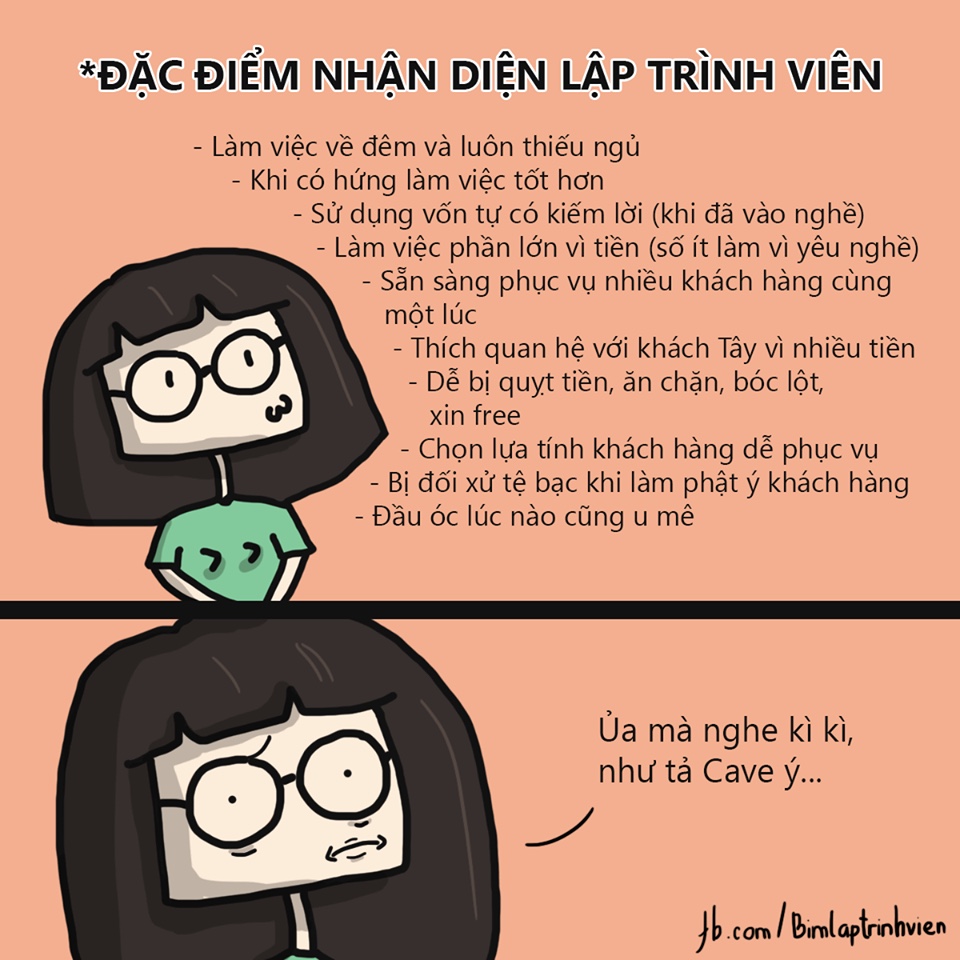 *ĐẶC ĐIỂM NHẬN DIỆN LẬP TRÌNH VIÊN
- Làm việc về đêm và luôn thiếu ngủ
- Khi có hứng làm việc tốt hơn
- Sử dụng vốn tự có kiếm lời (khi đã vào nghề)
- Làm việc phần lớn vì tiền (số ít làm vì yêu nghề)
- Sẵn sàng phục vụ nhiều khách hàng cùng
một lúc
- Thích quan hệ với khách Tây vì nhiều tiền
- Dễ bị quỵt tiền, ăn chặn, bóc lột,
xin free
- Chọn lựa tính khách hàng dễ phục vụ
- Bị đối xử tệ bạc khi làm phật ý khách hàng
- Đầu óc lúc nào cũng u mê
Ủa mà nghe kì kì,
như tả Cave ý...
fb.com/Bimlaptrinhvien